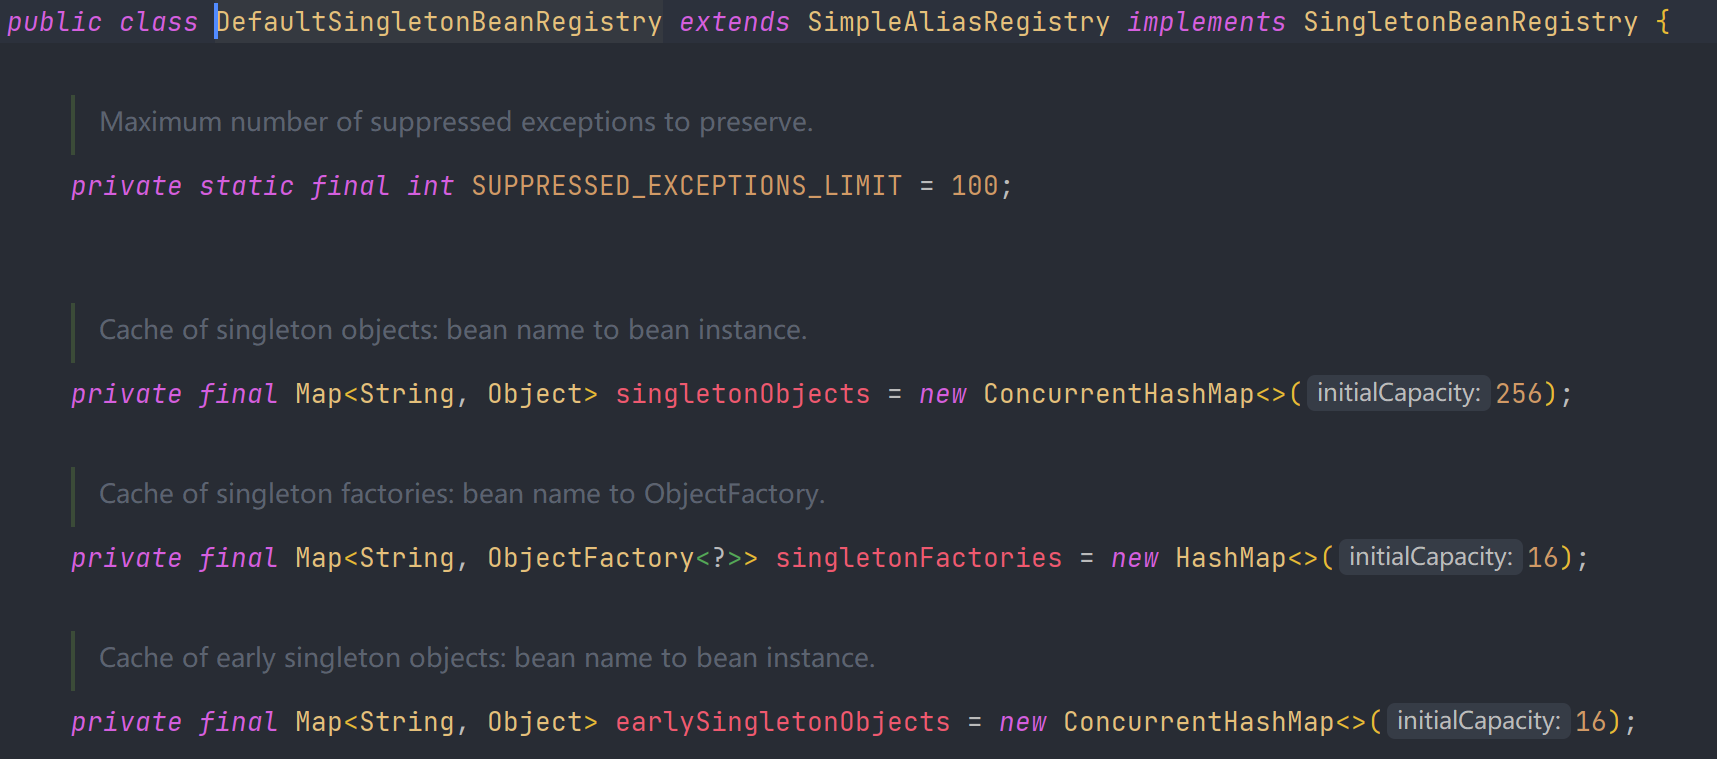 public class DefaultSingletonBeanRegistry extends SimpleAliasRegistry implements SingletonBeanRegistry {
Maximum number of suppressed exceptions to preserve.
private static final int SUPPRESSED_EXCEPTIONS_LIMIT = 100;
Cache of singleton objects: bean name to bean instance.
private final Map<String, Object> singletonObjects = new ConcurrentHashMap<>( initialCapacity: 256);
Cache of singleton factories: bean name to ObjectFactory.
private final Map<String, ObjectFactory<?>> singletonFactories = new HashMap<>( initialCapacity: 16);
Cache of early singleton objects: bean name to bean instance.
private final Map<String, Object> earlySingletonObjects = new ConcurrentHashMap<>( initialCapacity: 16);